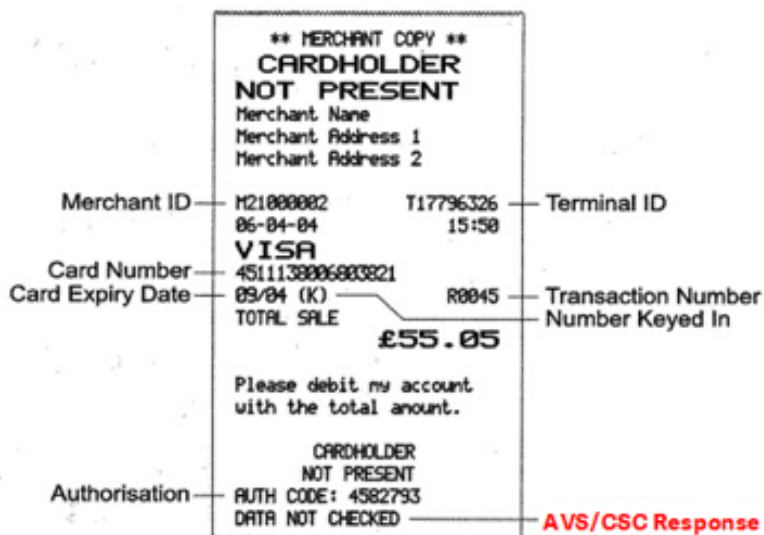 ** MERCHANT COPY **
CARDHOLDER
NOT PRESENT
Merchant Name
Merchant Address 1
Merchant Address 2
Merchant ID M21000002 T17796326 Terminal ID
06-04-04 15:50
VISA
Card Number 4511138006803821
Card Expiry Date 09/04 (K) R0045 Transaction Number
TOTAL SALE Number Keyed In
£55.05
Please debit my account
with the total amount.
CARDHOLDER
NOT PRESENT
Authorisation AUTH CODE: 4582793
DATA NOT CHECKED AVS/CSC Response